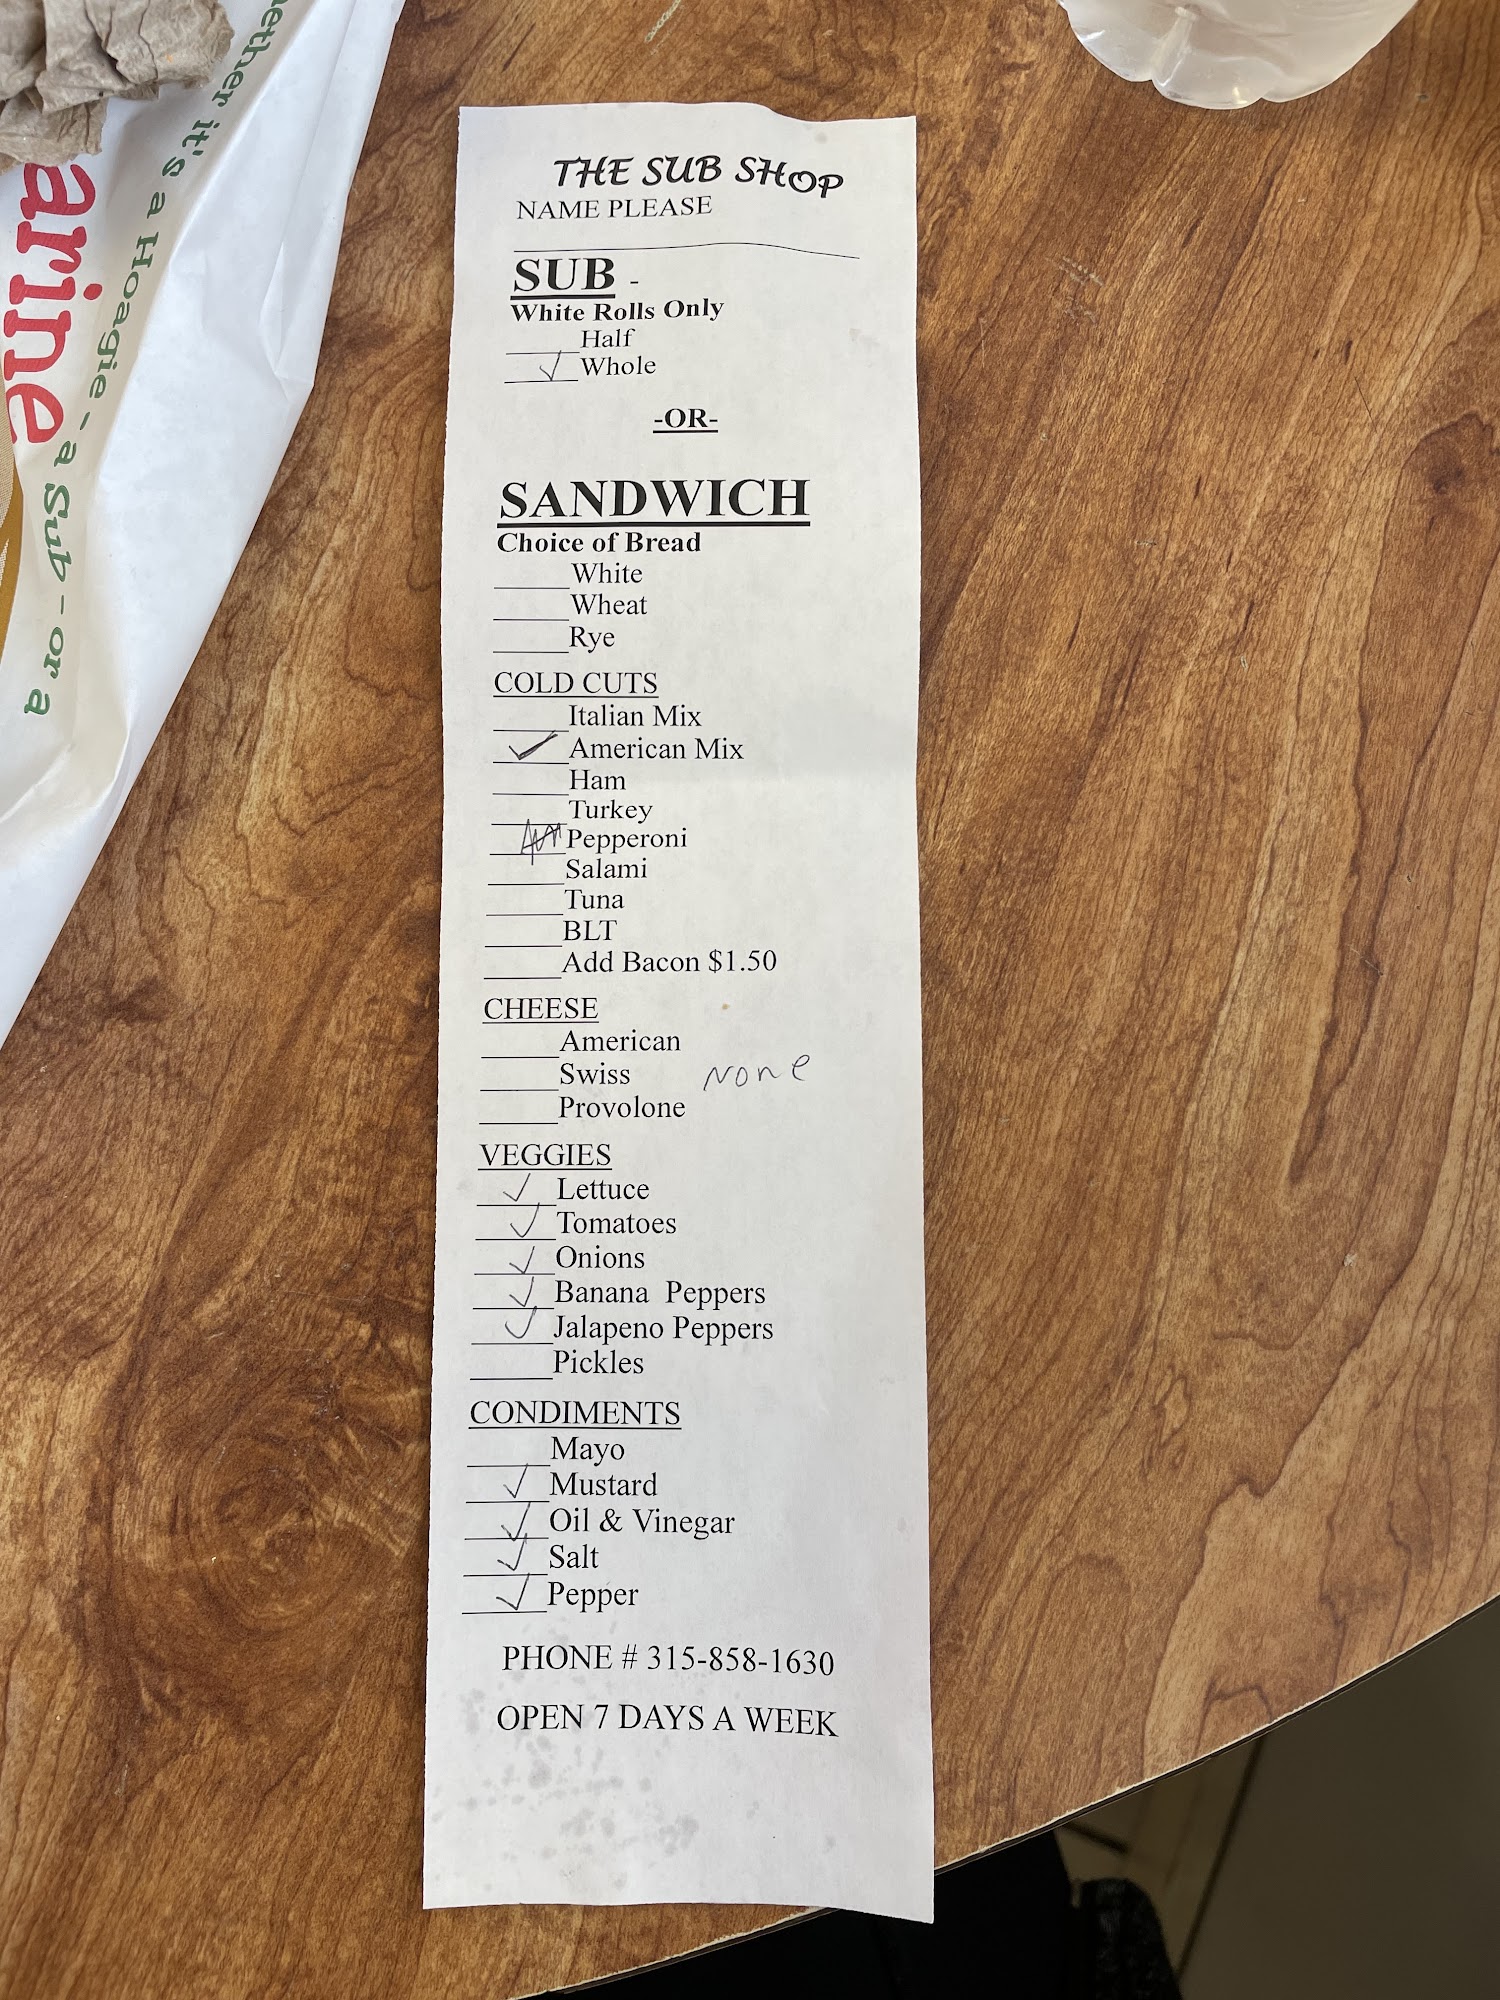 THE SUB SHOP
NAME PLEASE
SUB -
White Rolls Only
Half
✓ Whole
-OR-
SANDWICH
Choice of Bread
White
Wheat
Rye
COLD CUTS
Italian Mix
✓ American Mix
Ham
Turkey
Pepperoni
Salami
Tuna
BLT
Add Bacon $1.50
CHEESE
American
Swiss None
Provolone
VEGGIES
✓ Lettuce
✓ Tomatoes
✓ Onions
✓ Banana Peppers
✓ Jalapeno Peppers
Pickles
CONDIMENTS
Mayo
✓ Mustard
✓ Oil & Vinegar
✓ Salt
✓ Pepper
PHONE # 315-858-1630
OPEN 7 DAYS A WEEK
arine
ether it's a Hoagie - a Sub - or a